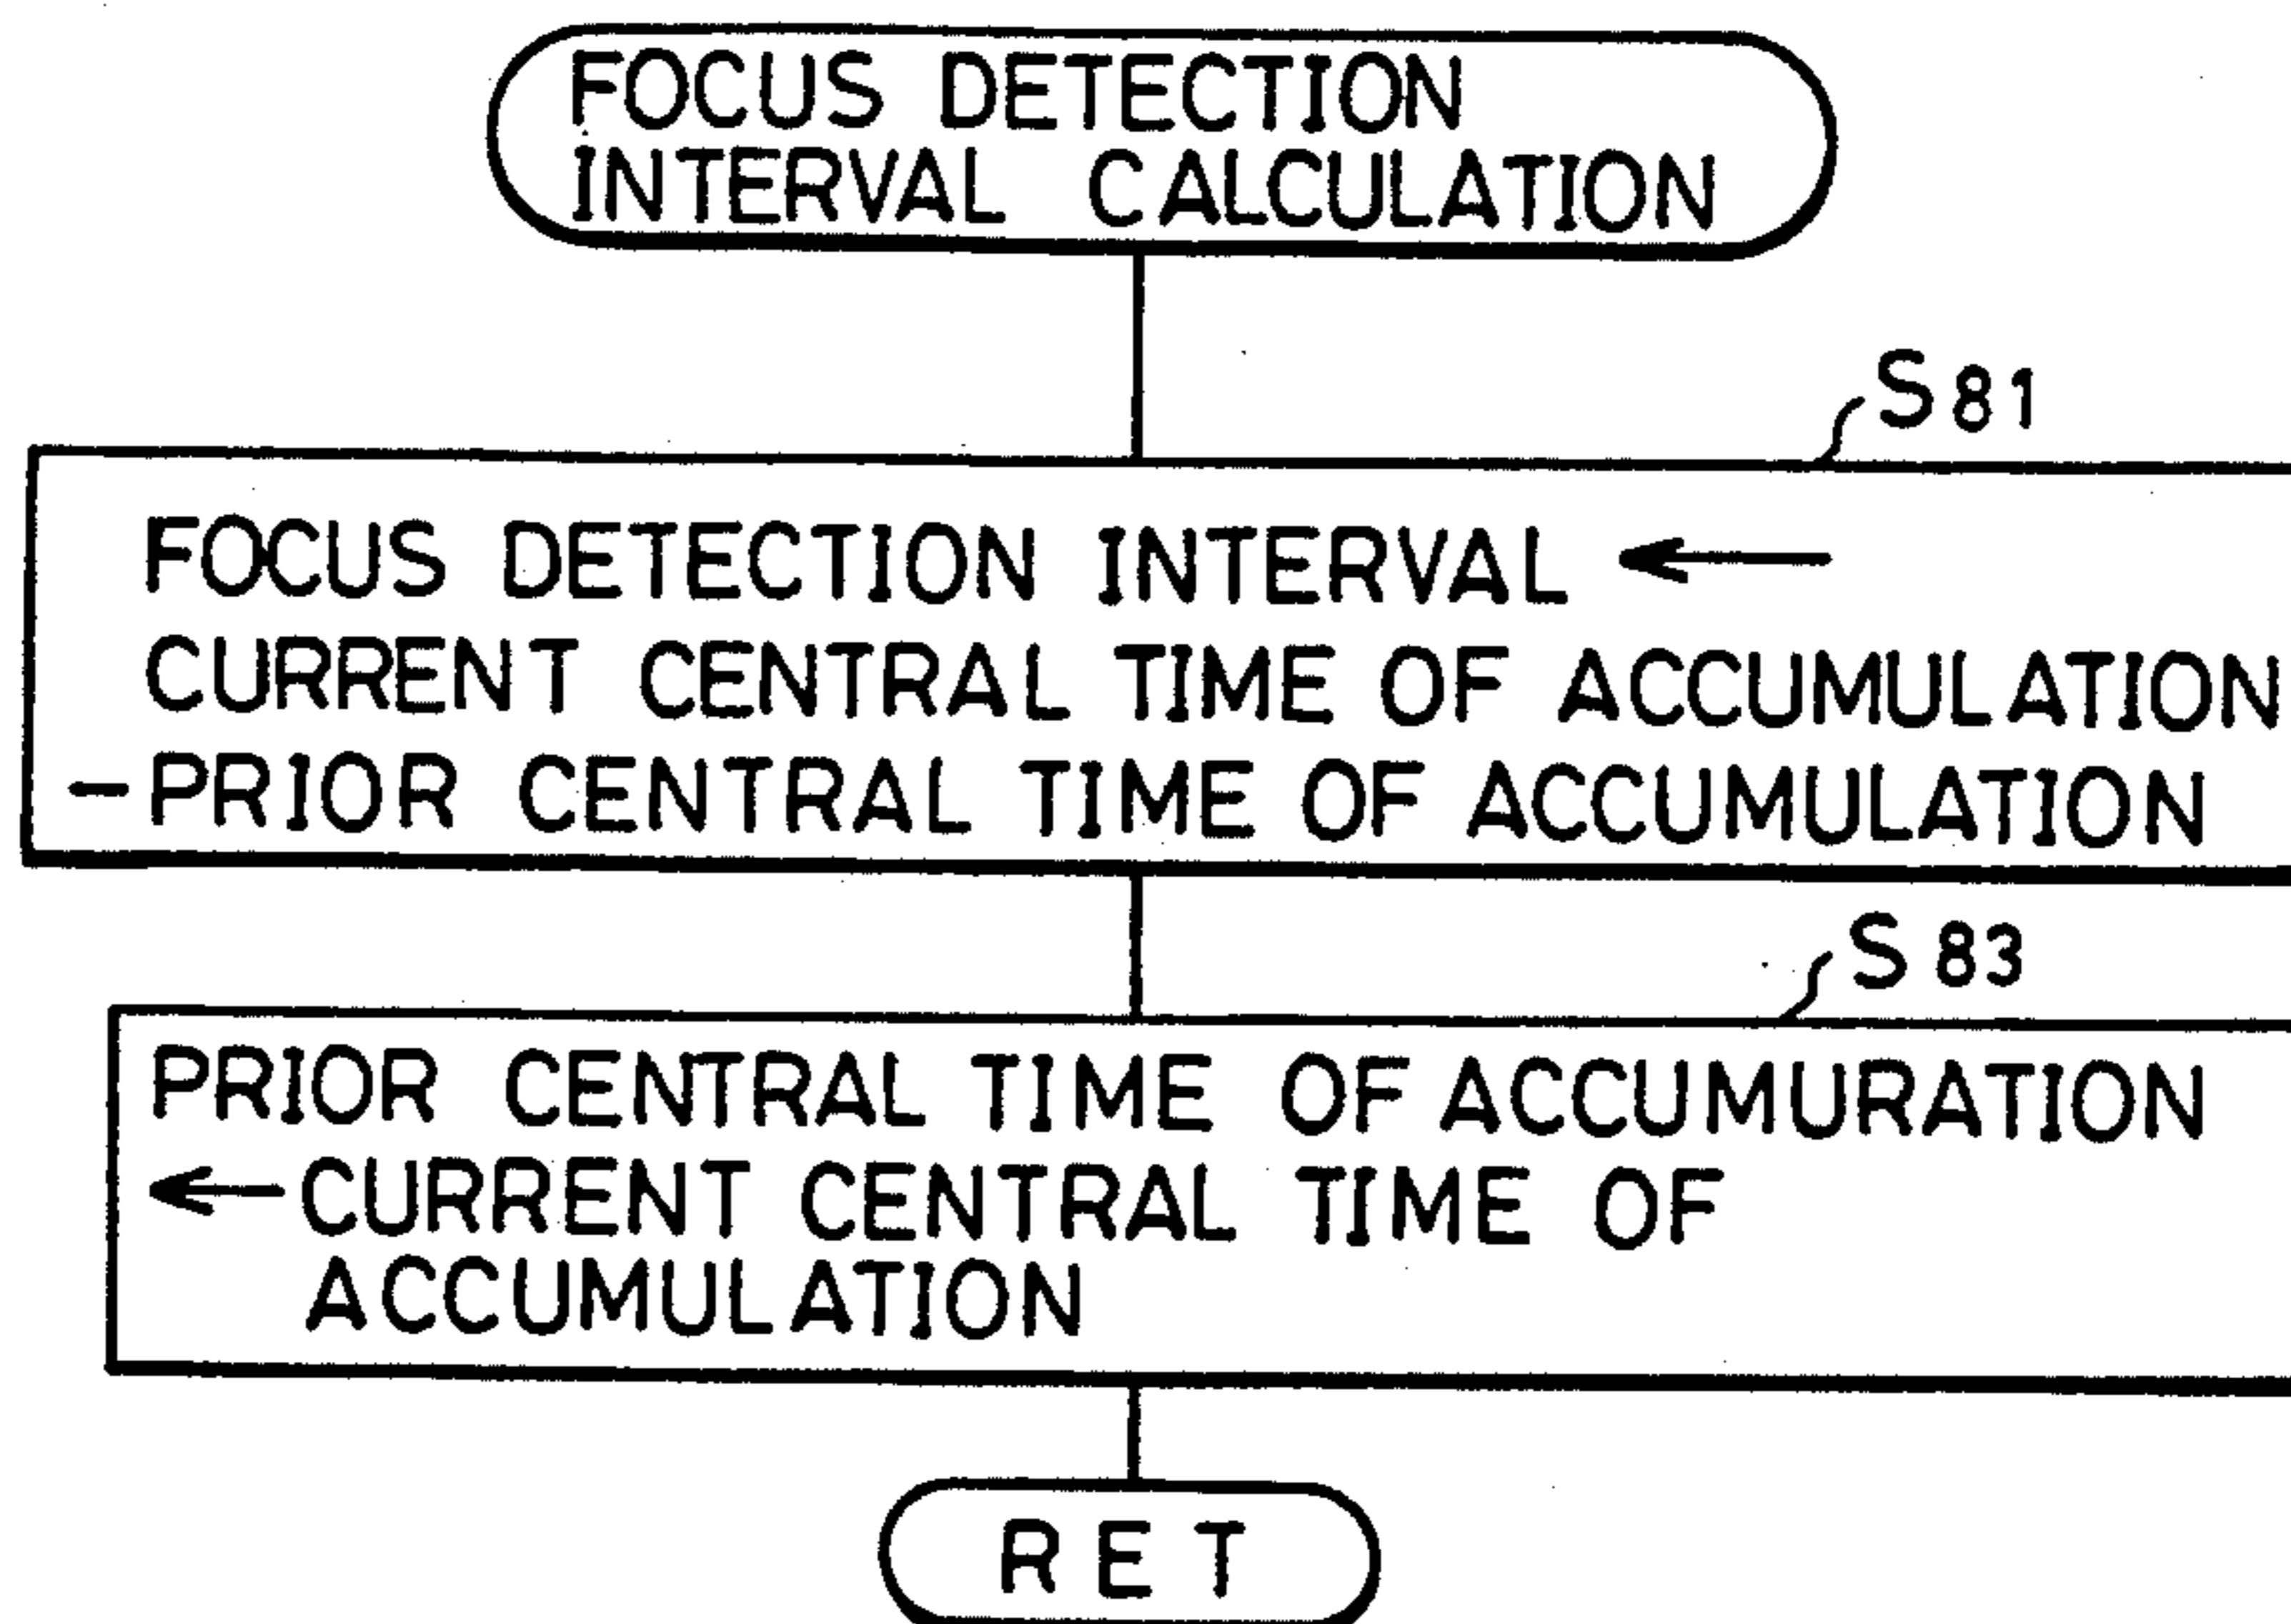 FOCUS DETECTION
INTERVAL CALCULATION
S81
FOCUS DETECTION INTERVAL ←
CURRENT CENTRAL TIME OF ACCUMULATION
-PRIOR CENTRAL TIME OF ACCUMULATION
S83
PRIOR CENTRAL TIME OF ACCUMURATION
← CURRENT CENTRAL TIME OF
ACCUMULATION
RET